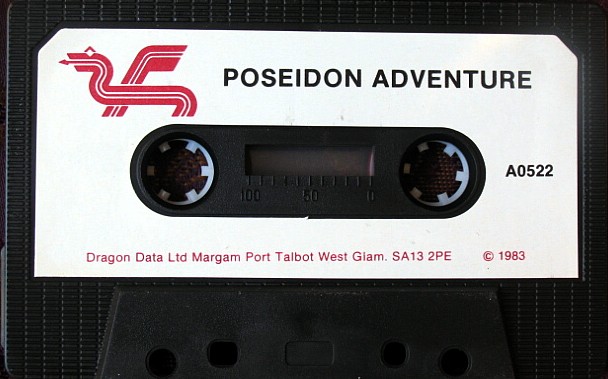 POSEIDON ADVENTURE
A0522
100 50 0
Dragon Data Ltd Margam Port Talbot West Glam. SA13 2PE © 1983